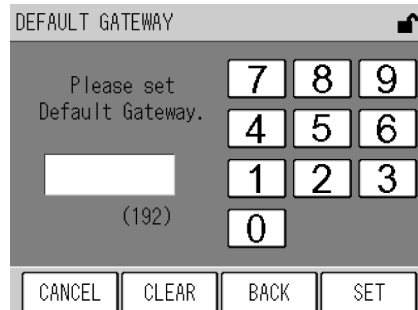 DEFAULT GATEWAY
Please set
Default Gateway.
(192)
7 8 9
4 5 6
1 2 3
0
CANCEL CLEAR BACK SET